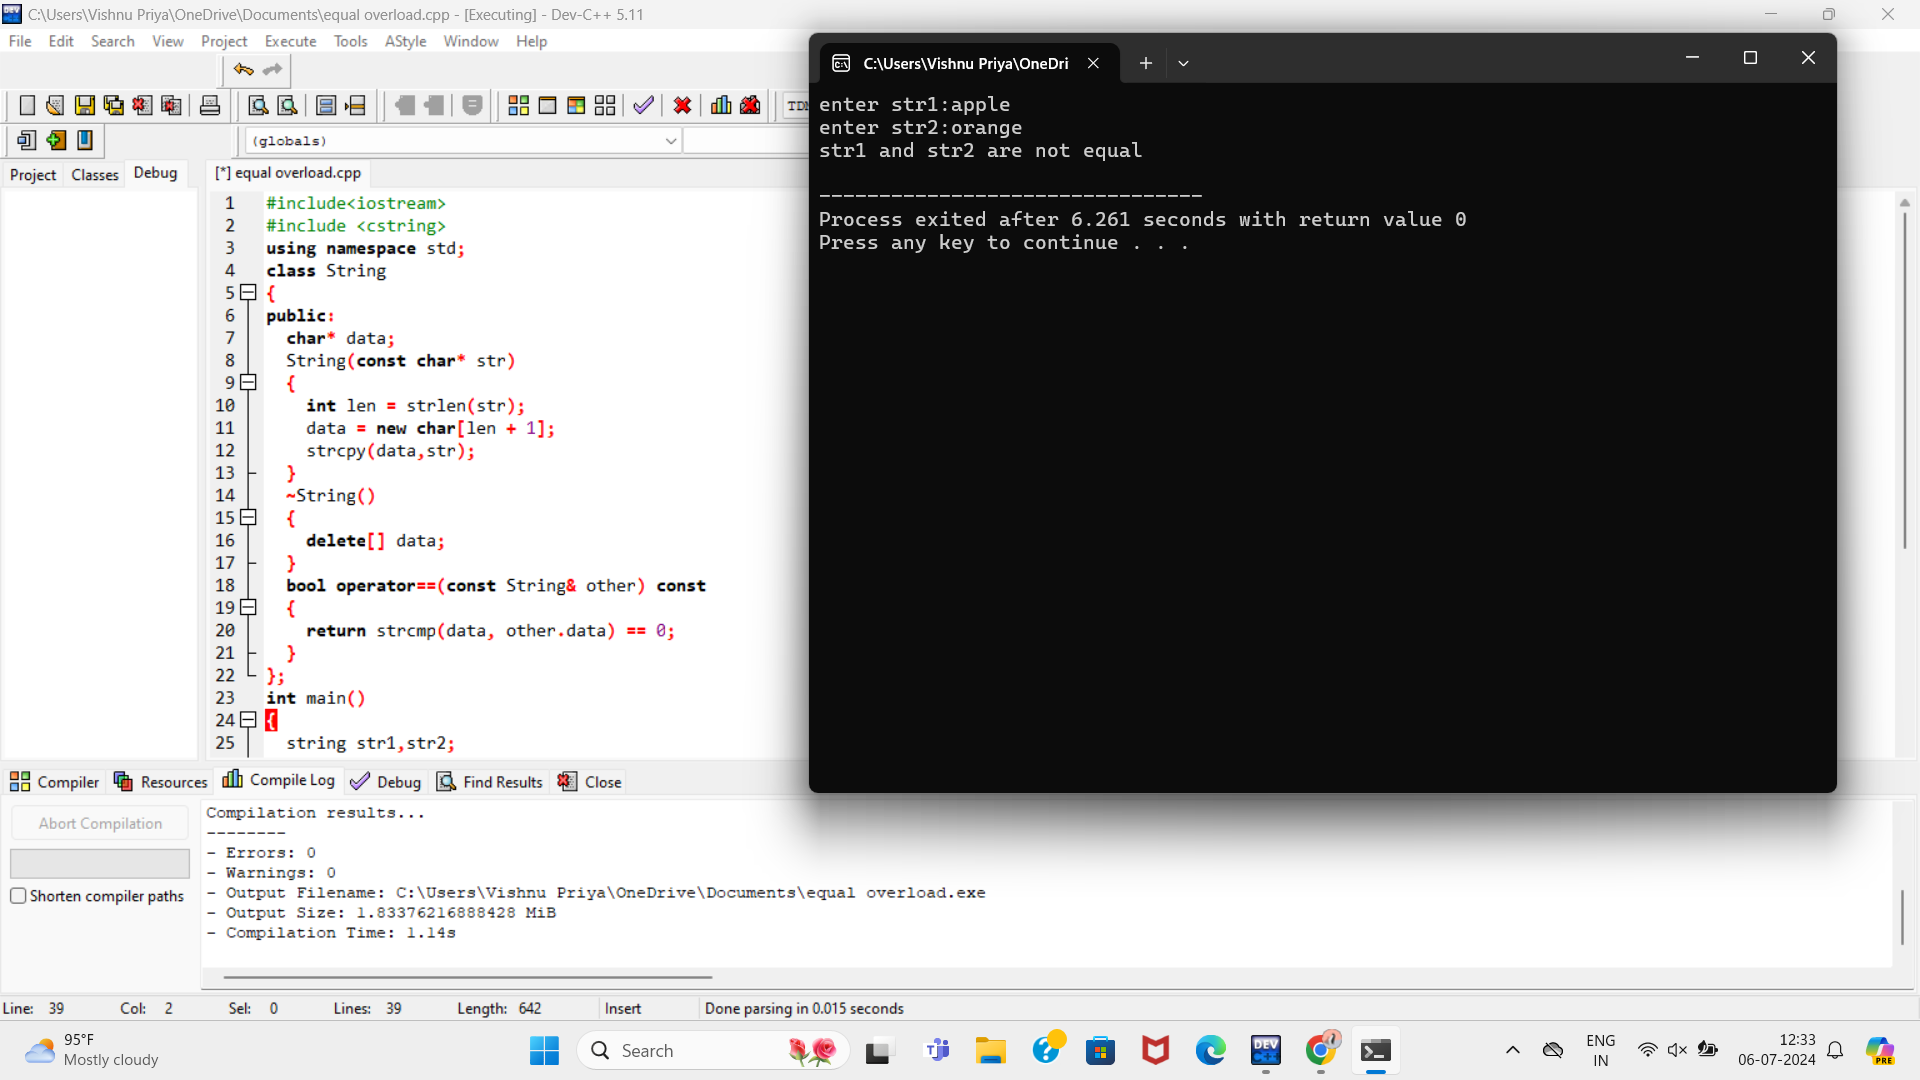 C:\Users\Vishnu Priya\OneDrive\Documents\equal overload.cpp - [Executing] - Dev-C++ 5.11
File Edit Search View Project Execute Tools AStyle Window Help
(globals)
Project Classes Debug
[*] equal overload.cpp
1 #include<iostream>
2 #include <cstring>
3 using namespace std;
4 class String
5 {
6 public:
7 char* data;
8 String(const char* str)
9 {
10 int len = strlen(str);
11 data = new char[len + 1];
12 strcpy(data,str);
13 }
14 ~String()
15 {
16 delete[] data;
17 }
18 bool operator==(const String& other) const
19 {
20 return strcmp(data, other.data) == 0;
21 }
22 };
23 int main()
24 {
25 string str1,str2;
C:\Users\Vishnu Priya\OneDri
enter str1:apple
enter str2:orange
str1 and str2 are not equal
--------------------------------
Process exited after 6.261 seconds with return value 0
Press any key to continue . . .
Compiler Resources Compile Log Debug Find Results Close
Abort Compilation
Shorten compiler paths
Compilation results...
--------
- Errors: 0
- Warnings: 0
- Output Filename: C:\Users\Vishnu Priya\OneDrive\Documents\equal overload.exe
- Output Size: 1.83376216888428 MiB
- Compilation Time: 1.14s
Line: 39 Col: 2 Sel: 0 Lines: 39 Length: 642 Insert Done parsing in 0.015 seconds
95°F
Mostly cloudy
Search
DEV
C++
ENG
IN
12:33
06-07-2024
PRE